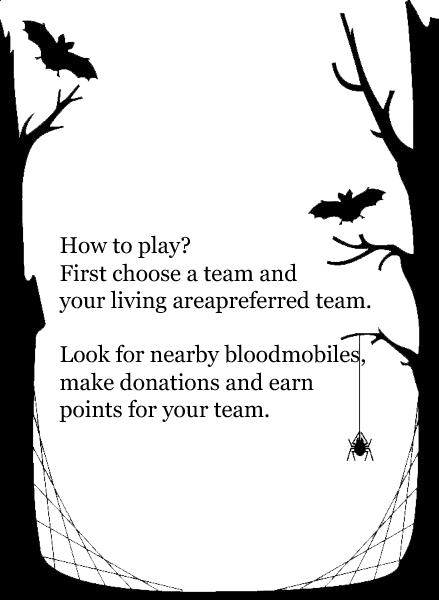 How to play?
First choose a team and
your living areapreferred team.
Look for nearby bloodmobiles,
make donations and earn
points for your team.